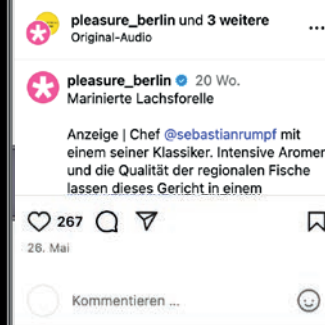 pleasure_berlin und 3 weitere
Original-Audio
pleasure_berlin 20 Wo.
Marinierte Lachsforelle
Anzeige | Chef @sebastianrumpf mit
einem seiner Klassiker. Intensive Aromen
und die Qualität der regionalen Fische
lassen dieses Gericht in einem
267
26. Mai
Kommentieren ...